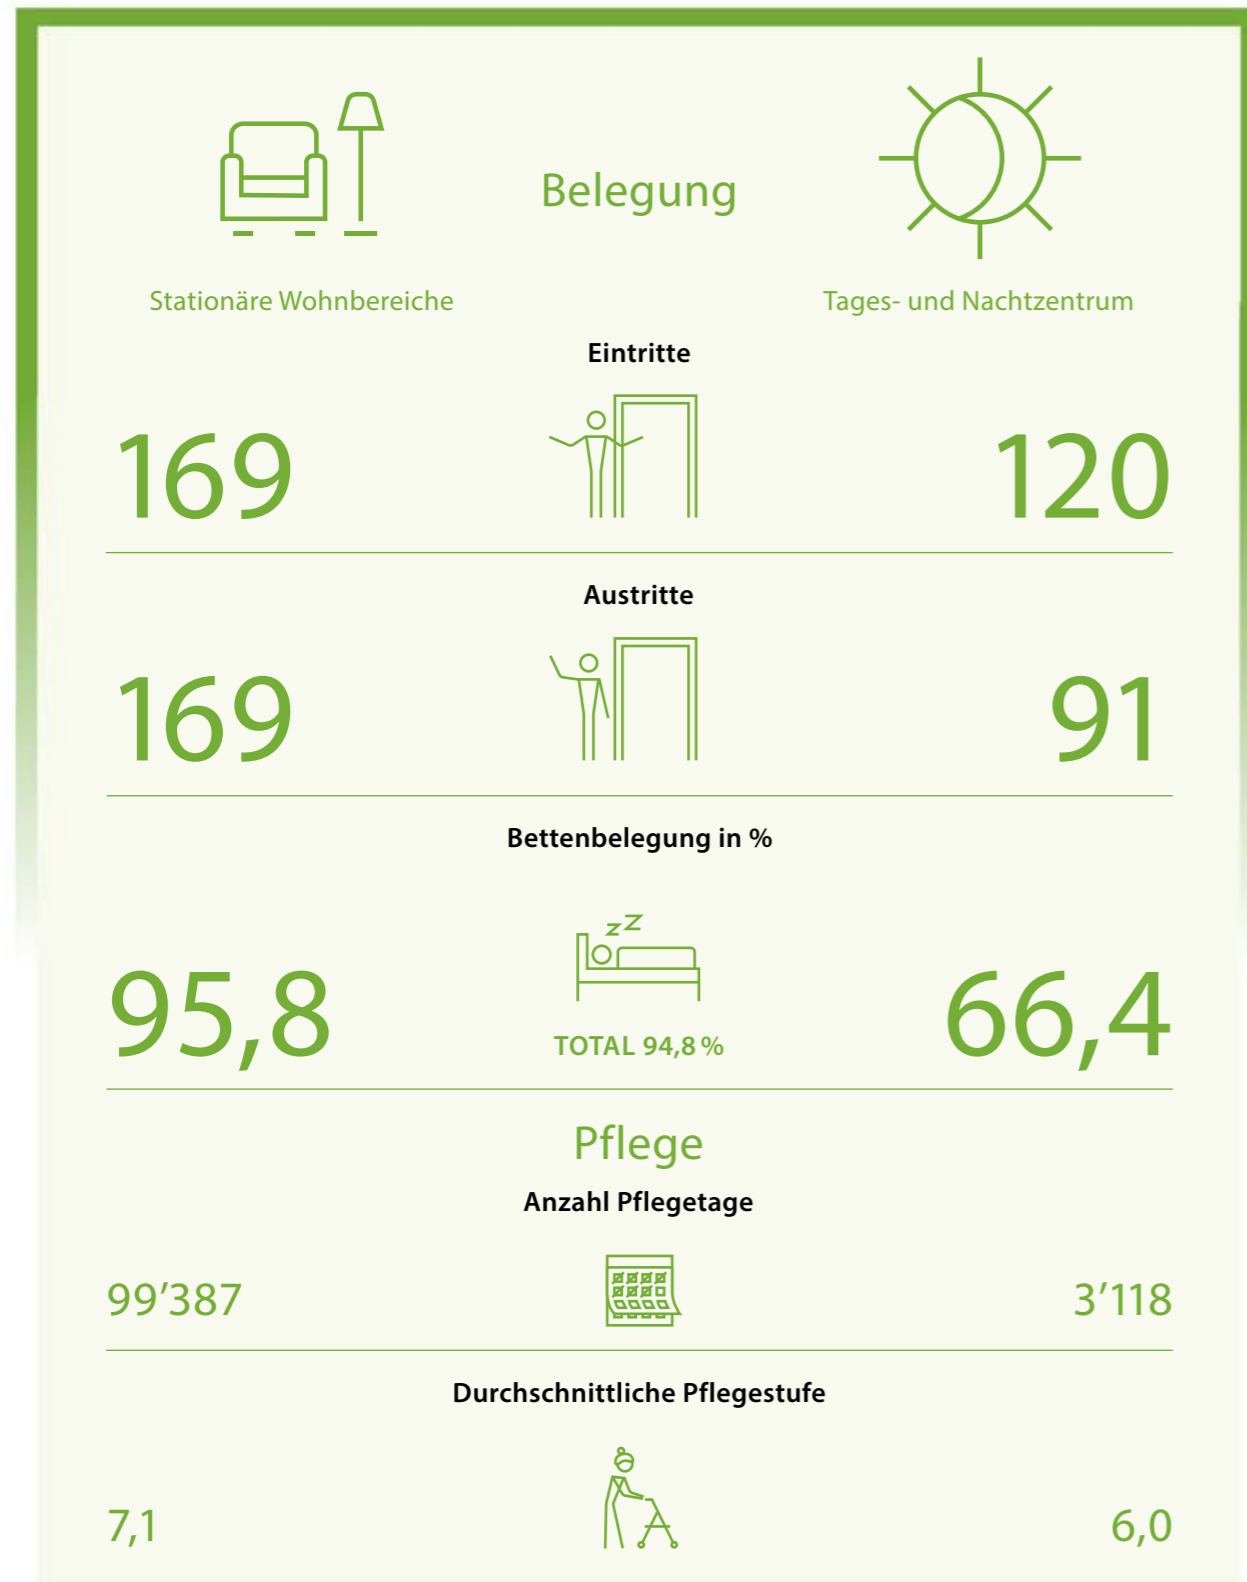 Belegung
Stationäre Wohnbereiche
Tages- und Nachtzentrum
Eintritte
169
120
Austritte
169
91
Bettenbelegung in %
zZ
95,8
TOTAL 94,8 %
66,4
Pflege
Anzahl Pflegetage
99’387
3’118
Durchschnittliche Pflegestufe
7,1
6,0